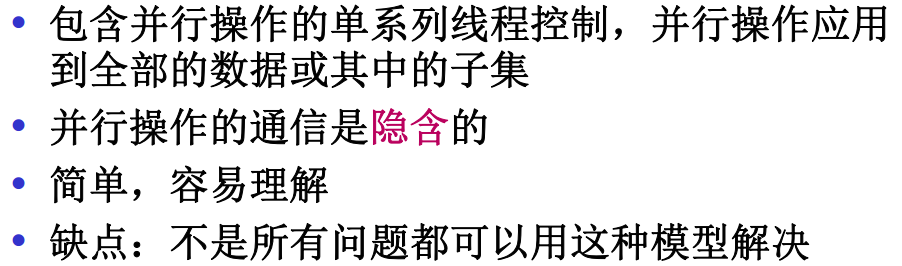 • 包含并行操作的单系列线程控制，并行操作应用
到全部的数据或其中的子集
• 并行操作的通信是隐含的
• 简单，容易理解
• 缺点：不是所有问题都可以用这种模型解决